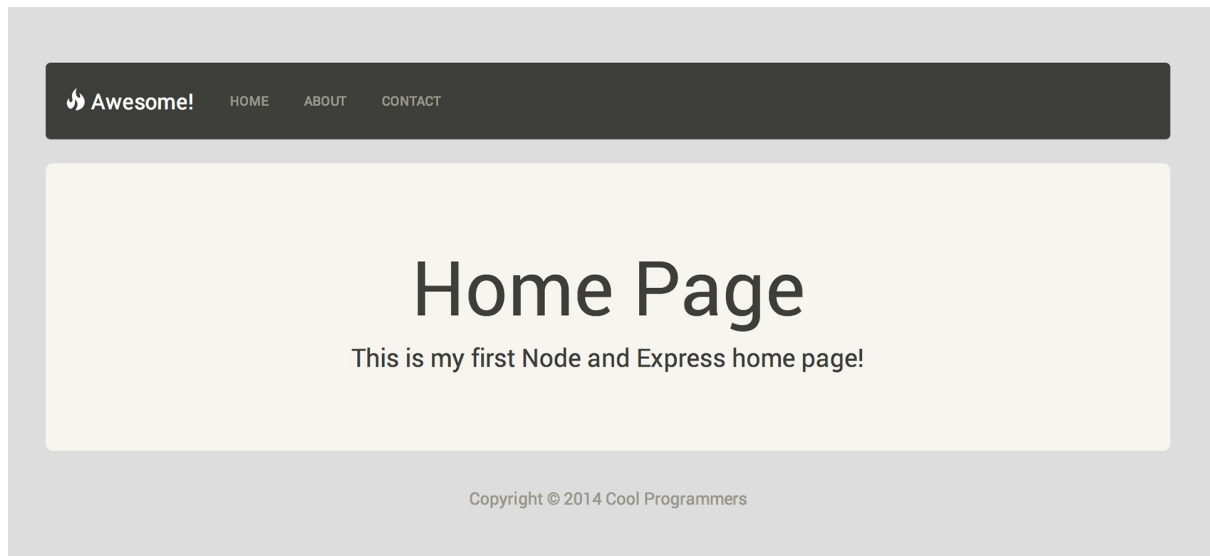 Awesome! HOME ABOUT CONTACT
Home Page
This is my first Node and Express home page!
Copyright © 2014 Cool Programmers